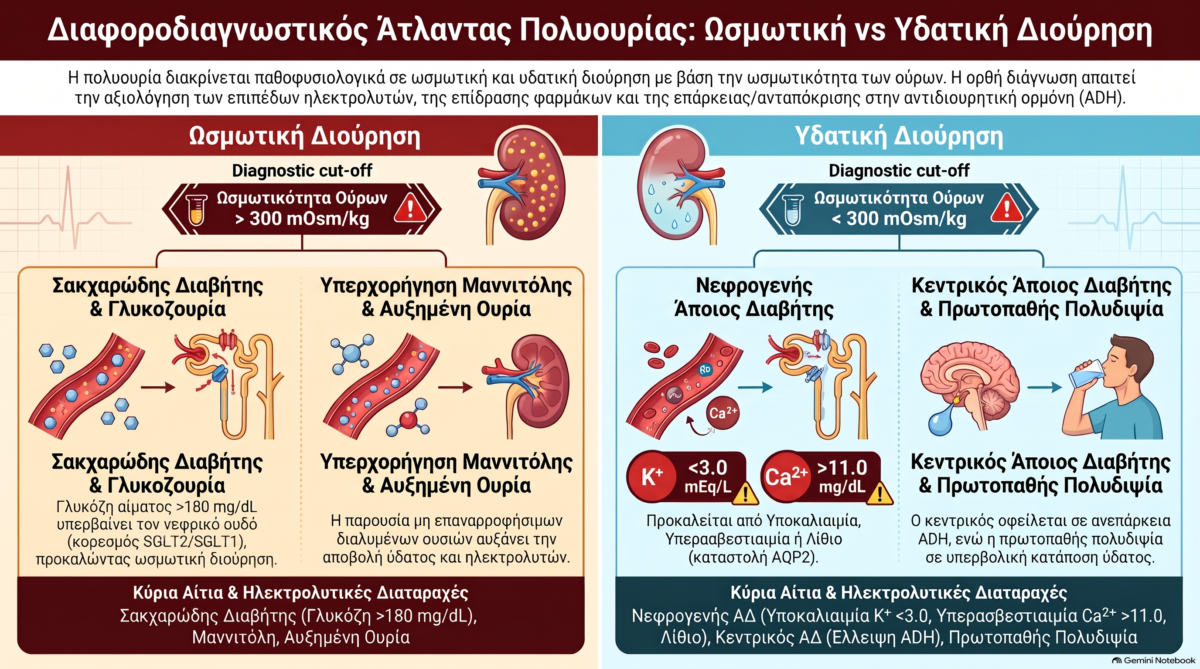 Διαφοροδιαγνωστικός Άτλαντας Πολυουρίας: Ωσμωτική vs Υδατική Διούρηση
Η πολυουρία διακρίνεται παθοφυσιολογικά σε ωσμωτική και υδατική διούρηση με βάση την ωσμωτικότητα των ούρων. Η ορθή διάγνωση απαιτεί
την αξιολόγηση των επιπέδων ηλεκτρολυτών, της επίδρασης φαρμάκων και της επάρκειας/ανταπόκρισης στην αντιδιουρητική ορμόνη (ADH).
Ωσμωτική Διούρηση
Diagnostic cut-off
Ωσμωτικότητα Ούρων
> 300 mOsm/kg
Σακχαρώδης Διαβήτης
& Γλυκοζουρία
Υπερχορήγηση Μαννιτόλης
& Αυξημένη Ουρία
Σακχαρώδης Διαβήτης
& Γλυκοζουρία
Γλυκόζη αίματος >180 mg/dL
υπερβαίνει τον νεφρικό ουδό
(κορεσμός SGLT2/SGLT1),
προκαλώντας ωσμωτική διούρηση.
Υπερχορήγηση Μαννιτόλης
& Αυξημένη Ουρία
Η παρουσία μη επαναρροφήσιμων
διαλυμένων ουσιών αυξάνει την
αποβολή ύδατος και ηλεκτρολυτών.
Κύρια Αίτια & Ηλεκτρολυτικές Διαταραχές
Σακχαρώδης Διαβήτης (Γλυκόζη >180 mg/dL),
Μαννιτόλη, Αυξημένη Ουρία
Υδατική Διούρηση
Diagnostic cut-off
Ωσμωτικότητα Ούρων
< 300 mOsm/kg
Νεφρογενής
Άποιος Διαβήτης
Κεντρικός Άποιος Διαβήτης
& Πρωτοπαθής Πολυδιψία
Ca²⁺
K⁺ <3.0
mEq/L
Ca²⁺ >11.0
mg/dL
Προκαλείται από Υποκαλιαιμία,
Υπερααβεστιαιμία ή Λίθιο
(καταστολή AQP2).
Κεντρικός Άποιος Διαβήτης
& Πρωτοπαθής Πολυδιψία
Ο κεντρικός οφείλεται σε ανεπάρκεια
ADH, ενώ η πρωτοπαθής πολυδιψία
σε υπερβολική κατάποση ύδατος.
Κύρια Αίτια & Ηλεκτρολυτικές Διαταραχές
Νεφρογενής ΑΔ (Υποκαλιαιμία K⁺ <3.0, Υπερασβεστιαιμία Ca²⁺ >11.0,
Λίθιο), Κεντρικός ΑΔ (Έλλειψη ADH), Πρωτοπαθής Πολυδιψία
Gemini Notebook